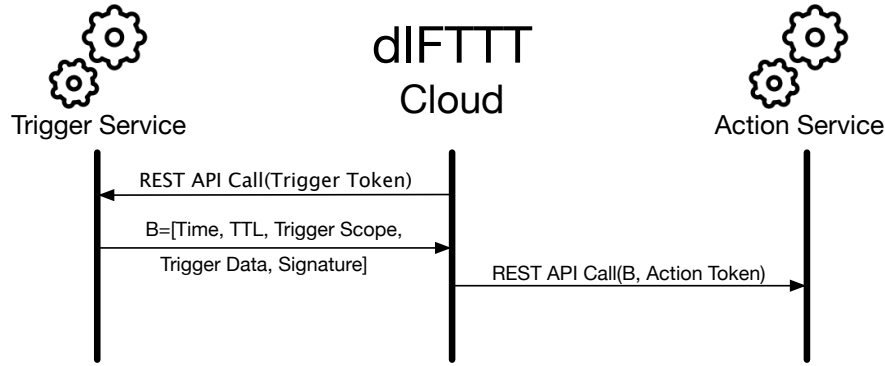 dIFTTT
Cloud
Trigger Service
Action Service
REST API Call(Trigger Token)
B=[Time, TTL, Trigger Scope,
Trigger Data, Signature]
REST API Call(B, Action Token)